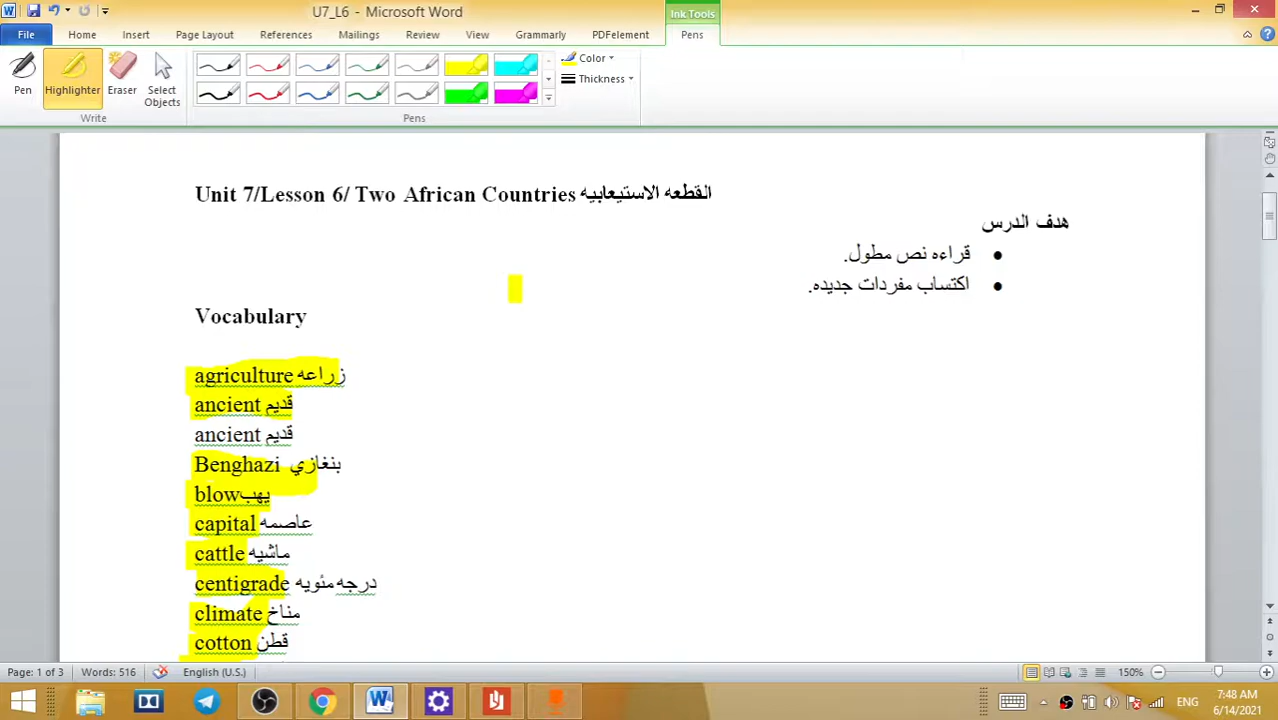 U7_L6 - Microsoft Word
Ink Tools
File Home Insert Page Layout References Mailings Review View Grammarly PDFelement Pens
Pen Highlighter Eraser Select Objects
Color
Thickness
Write
Pens
Unit 7/Lesson 6/ Two African Countries القطعه الاستيعابيه
هدف الدرس
قراءه نص مطول.
اكتساب مفردات جديده.
Vocabulary
agriculture زراعه
ancient قديم
ancient قديم
Benghazi بنغازي
blow يهب
capital عاصمه
cattle ماشيه
centigrade درجه مئويه
climate مناخ
cotton قطن
Page: 1 of 3 Words: 516 English (U.S.) 150%
ENG 7:48 AM
6/14/2021